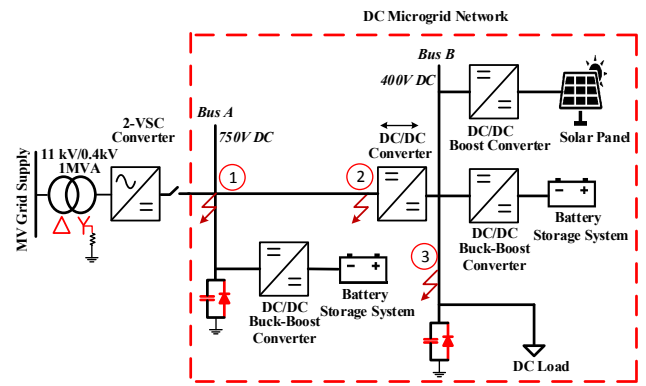 DC Microgrid Network
Bus B
400V DC
DC/DC
Boost Converter
Solar Panel
2-VSC
Converter
Bus A
750V DC
DC/DC
Converter
11 kV/0.4kV
1MVA
MV Grid Supply
1
2
DC/DC
Buck-Boost
Converter
Battery
Storage System
3
DC/DC
Buck-Boost
Converter
Battery
Storage System
DC Load